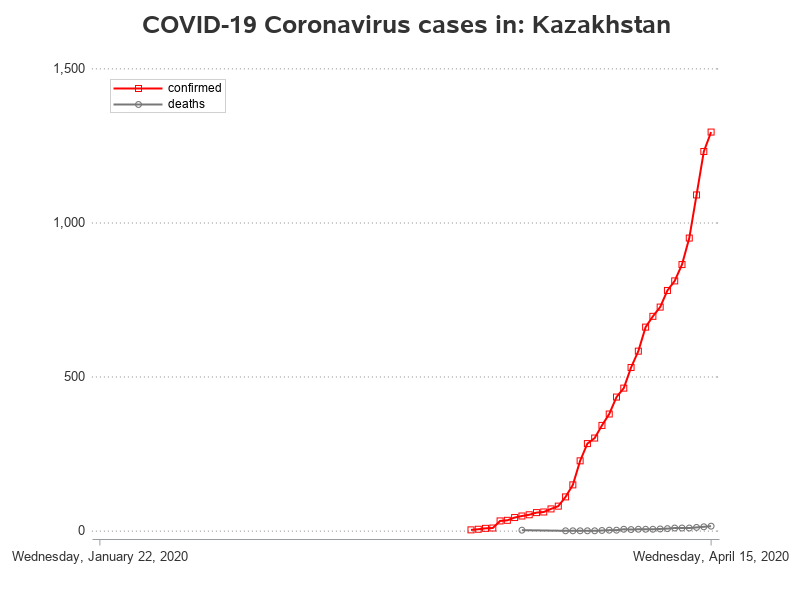 COVID-19 Coronavirus cases in: Kazakhstan
1,500
confirmed
deaths
1,000
500
0
Wednesday, January 22, 2020
Wednesday, April 15, 2020